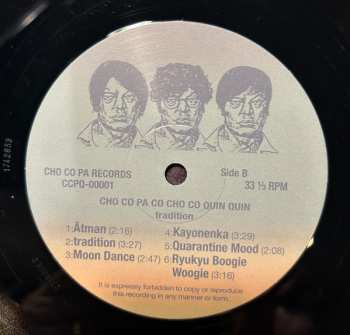 CHO CO PA RECORDS
CCPQ-00001
Side B
33 ⅓ RPM
CHO CO PA CO CHO CO QUIN QUIN
tradition
1:Ātman (2:16)
2:tradition (3:27)
3:Moon Dance (2:47)
4:Kayonenka (3:29)
5:Quarantine Mood (2:08)
6:Ryukyu Boogie
Woogie (3:16)
It is expressly forbidden to copy or reproduce
this recording in any manner or form.